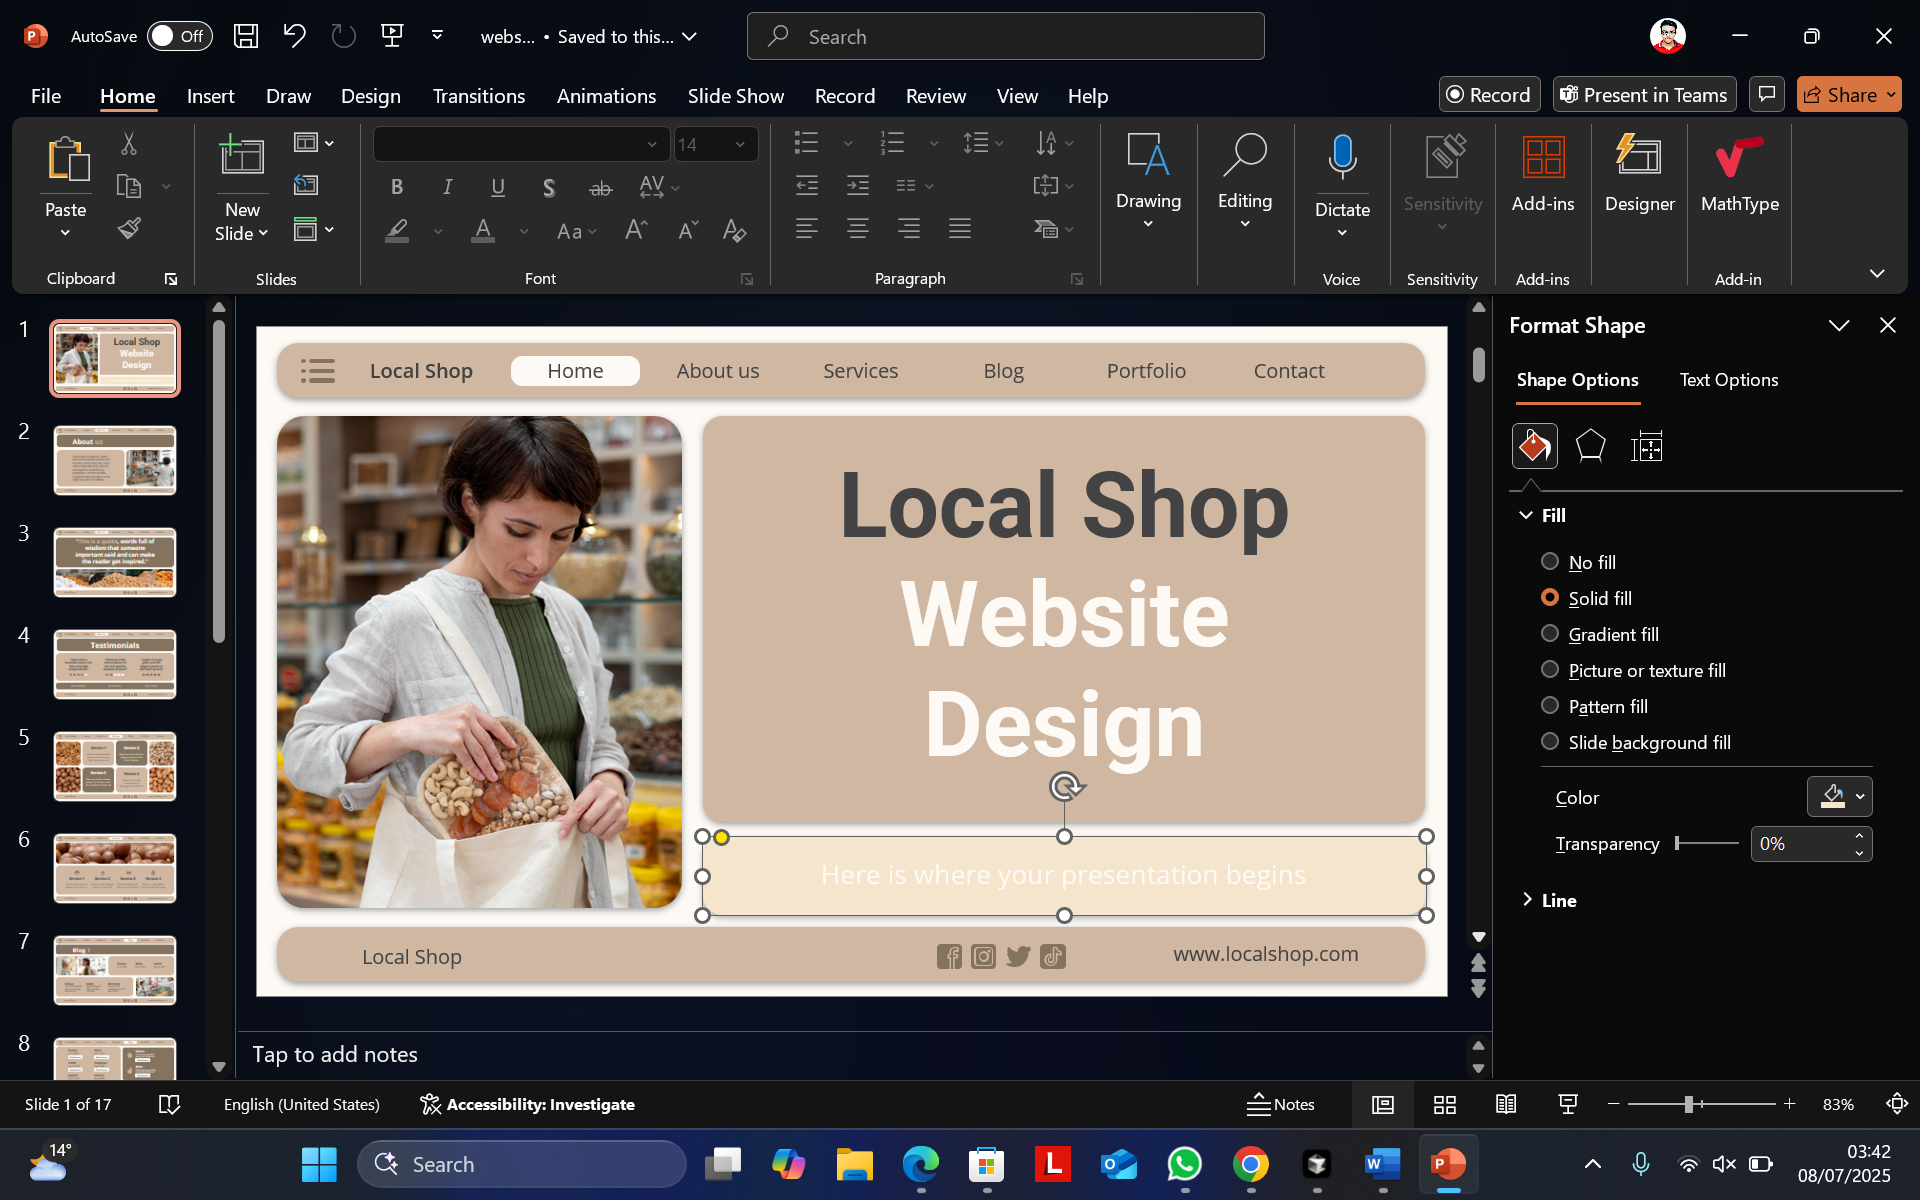 AutoSave
Off
webs... • Saved to this...
Search
File
Home
Insert
Draw
Design
Transitions
Animations
Slide Show
Record
Review
View
Help
Record
Present in Teams
Share
Paste
New
Slide
14
Drawing
Editing
Dictate
Sensitivity
Add-ins
Designer
MathType
Clipboard
Slides
Font
Paragraph
Voice
Sensitivity
Add-ins
Add-in
1
2
3
4
5
6
7
8
About us
Testimonials
Local Shop
Home
About us
Services
Blog
Portfolio
Contact
Local Shop
Website
Design
Here is where your presentation begins
Local Shop
www.localshop.com
Tap to add notes
Format Shape
Shape Options
Text Options
Fill
No fill
Solid fill
Gradient fill
Picture or texture fill
Pattern fill
Slide background fill
Color
Transparency
0%
Line
Slide 1 of 17
English (United States)
Accessibility: Investigate
Notes
83%
14°
Search
03:42
08/07/2025